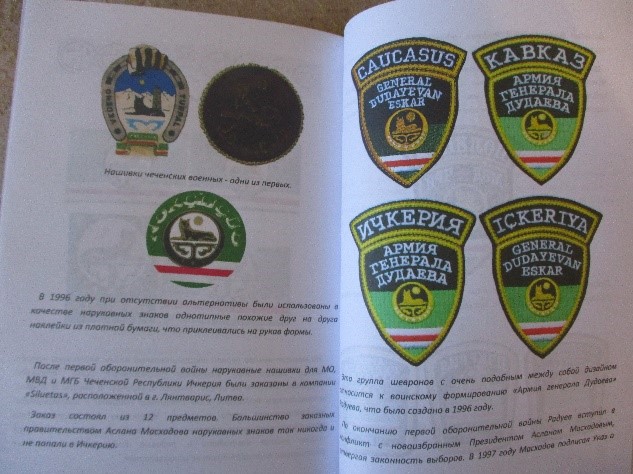 Нашивки чеченских военных - одни из первых.
В 1996 году при отсутствии альтернативы были использованы в
качестве нарукавных знаков однотипные похожие друг на друга
наклейки из плотной бумаги, что приклеивались на рукав формы.
После первой оборонительной войны нарукавные нашивки для МО,
МВД и МГБ Чеченской Республики Ичкерия были заказаны в компании
«Siluetas», расположенной в г. Лянтварис, Литва.
Заказ состоял из 12 предметов. Большинство заказных
правительством Аслана Масхадова нарукавных знаков так никогда и
не попали в Ичкерию.
CAUCASUS
GENERAL
DUDAYEVAN
ESKAR
КАВКАЗ
АРМИЯ
ГЕНЕРАЛА
ДУДАЕВА
ИЧКЕРИЯ
АРМИЯ
ГЕНЕРАЛА
ДУДАЕВА
IÇKERIYA
GENERAL
DUDAYEVAN
ESKAR
Эта группа шевронов с очень подобным между собой дизайном
относится к воинскому формированию «Армия генерала Дудаева»
Радуева, что было создано в 1996 году.
По окончанию первой оборонительной войны Радуев вступил в
конфликт с новоизбранным Президентом Асланом Масхадовым,
законность выборов. В 1997 году Масхадов подписал Указ о